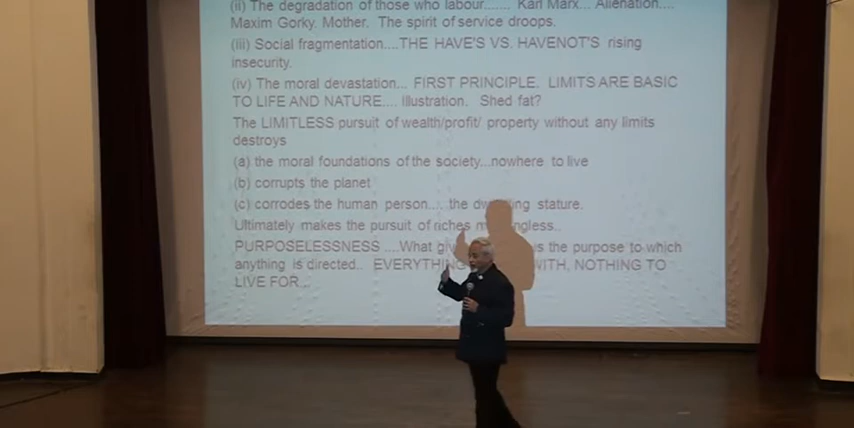 (ii) The degradation of those who labour....... Karl Marx... Alienation....
Maxim Gorky. Mother. The spirit of service droops.
(iii) Social fragmentation....THE HAVE'S VS. HAVENOT'S rising
insecurity.
(iv) The moral devastation... FIRST PRINCIPLE. LIMITS ARE BASIC
TO LIFE AND NATURE.... Illustration. Shed fat?
The LIMITLESS pursuit of wealth/profit/ property without any limits
destroys
(a) the moral foundations of the society...nowhere to live
(b) corrupts the planet
(c) corrodes the human person.... the stature.
Ultimately makes the pursuit of riches
PURPOSELESSNESS ....What is the purpose to which
anything is directed.. EVERYTHING WITH, NOTHING TO
LIVE FOR...